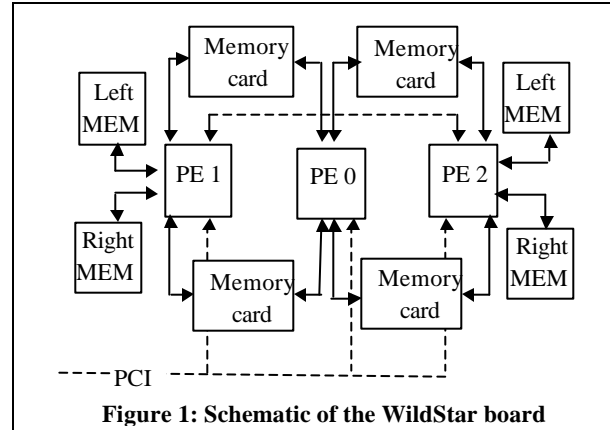 Memory
card
Memory
card
Left
MEM
Left
MEM
PE 1
PE 0
PE 2
Right
MEM
Right
MEM
Memory
card
Memory
card
PCI
Figure 1: Schematic of the WildStar board